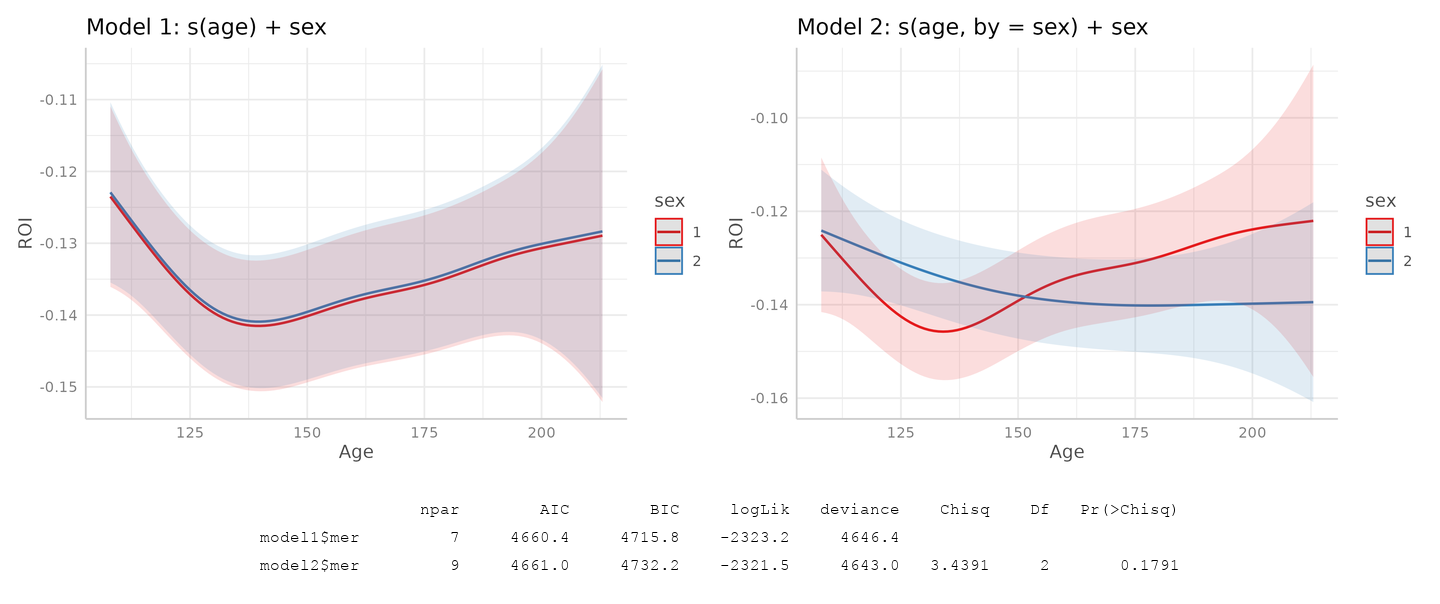 Model 1: s(age) + sex
-0.11
-0.12
-0.13
-0.14
-0.15
ROI
125 150 175 200
Age
sex
1
2
Model 2: s(age, by = sex) + sex
-0.10
-0.12
-0.14
-0.16
ROI
125 150 175 200
Age
sex
1
2
npar AIC BIC logLik deviance Chisq Df Pr(>Chisq)
model1$mer 7 4660.4 4715.8 -2323.2 4646.4
model2$mer 9 4661.0 4732.2 -2321.5 4643.0 3.4391 2 0.1791